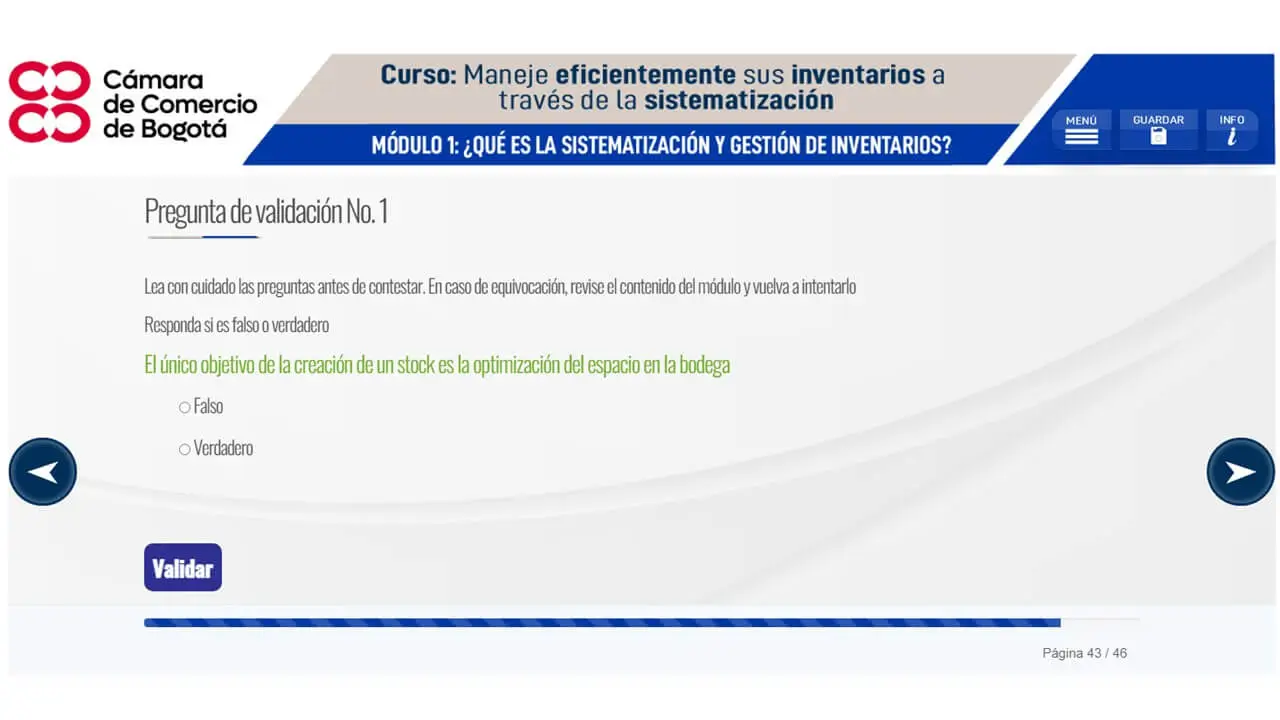 Cámara
de Comercio
de Bogotá
Curso: Maneje eficientemente sus inventarios a
través de la sistematización
MÓDULO 1: ¿QUÉ ES LA SISTEMATIZACIÓN Y GESTIÓN DE INVENTARIOS?
MENÚ
GUARDAR
INFO
Pregunta de validación No. 1
Lea con cuidado las preguntas antes de contestar. En caso de equivocación, revise el contenido del módulo y vuelva a intentarlo
Responda si es falso o verdadero
El único objetivo de la creación de un stock es la optimización del espacio en la bodega
Falso
Verdadero
Validar
Página 43 / 46